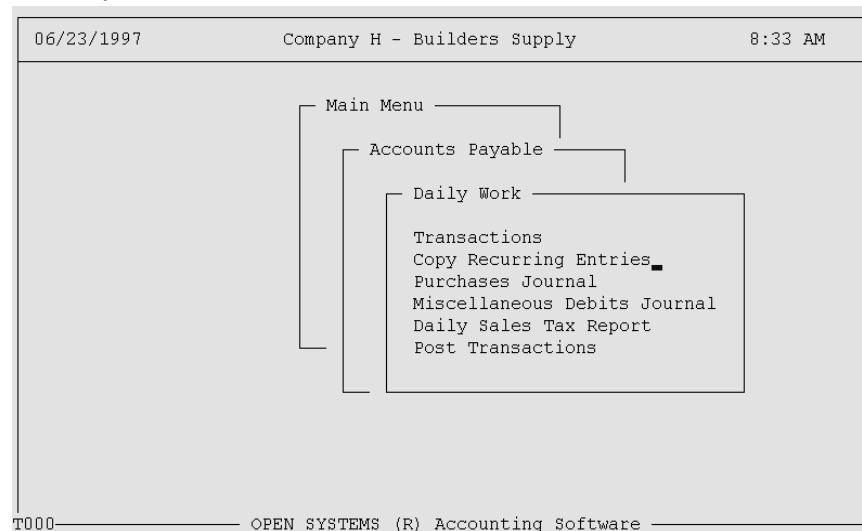 06/23/1997 Company H - Builders Supply 8:33 AM
Main Menu
Accounts Payable
Daily Work
Transactions
Copy Recurring Entries
Purchases Journal
Miscellaneous Debits Journal
Daily Sales Tax Report
Post Transactions
T000 OPEN SYSTEMS (R) Accounting Software